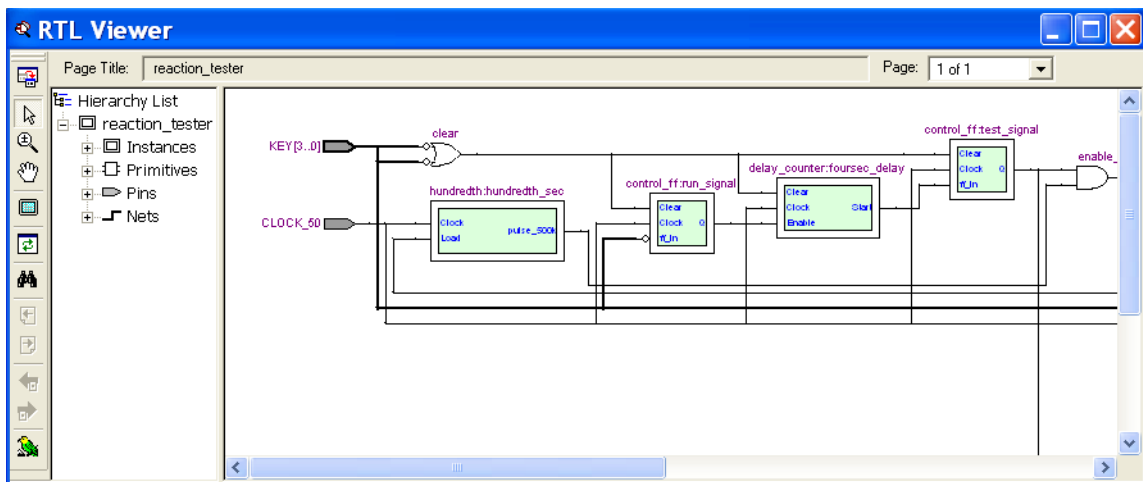 RTL Viewer
Page Title: reaction_tester
Page: 1 of 1
Hierarchy List
reaction_tester
Instances
Primitives
Pins
Nets
KEY[3..0]
CLOCK_50
clear
hundredth:hundredth_sec
Clock
Load
pulse_500k
control_ff:run_signal
Clear
Clock
Q
ff_in
delay_counter:foursec_delay
Clear
Clock
Start
Enable
control_ff:test_signal
Clear
Clock
Q
ff_in
enable_